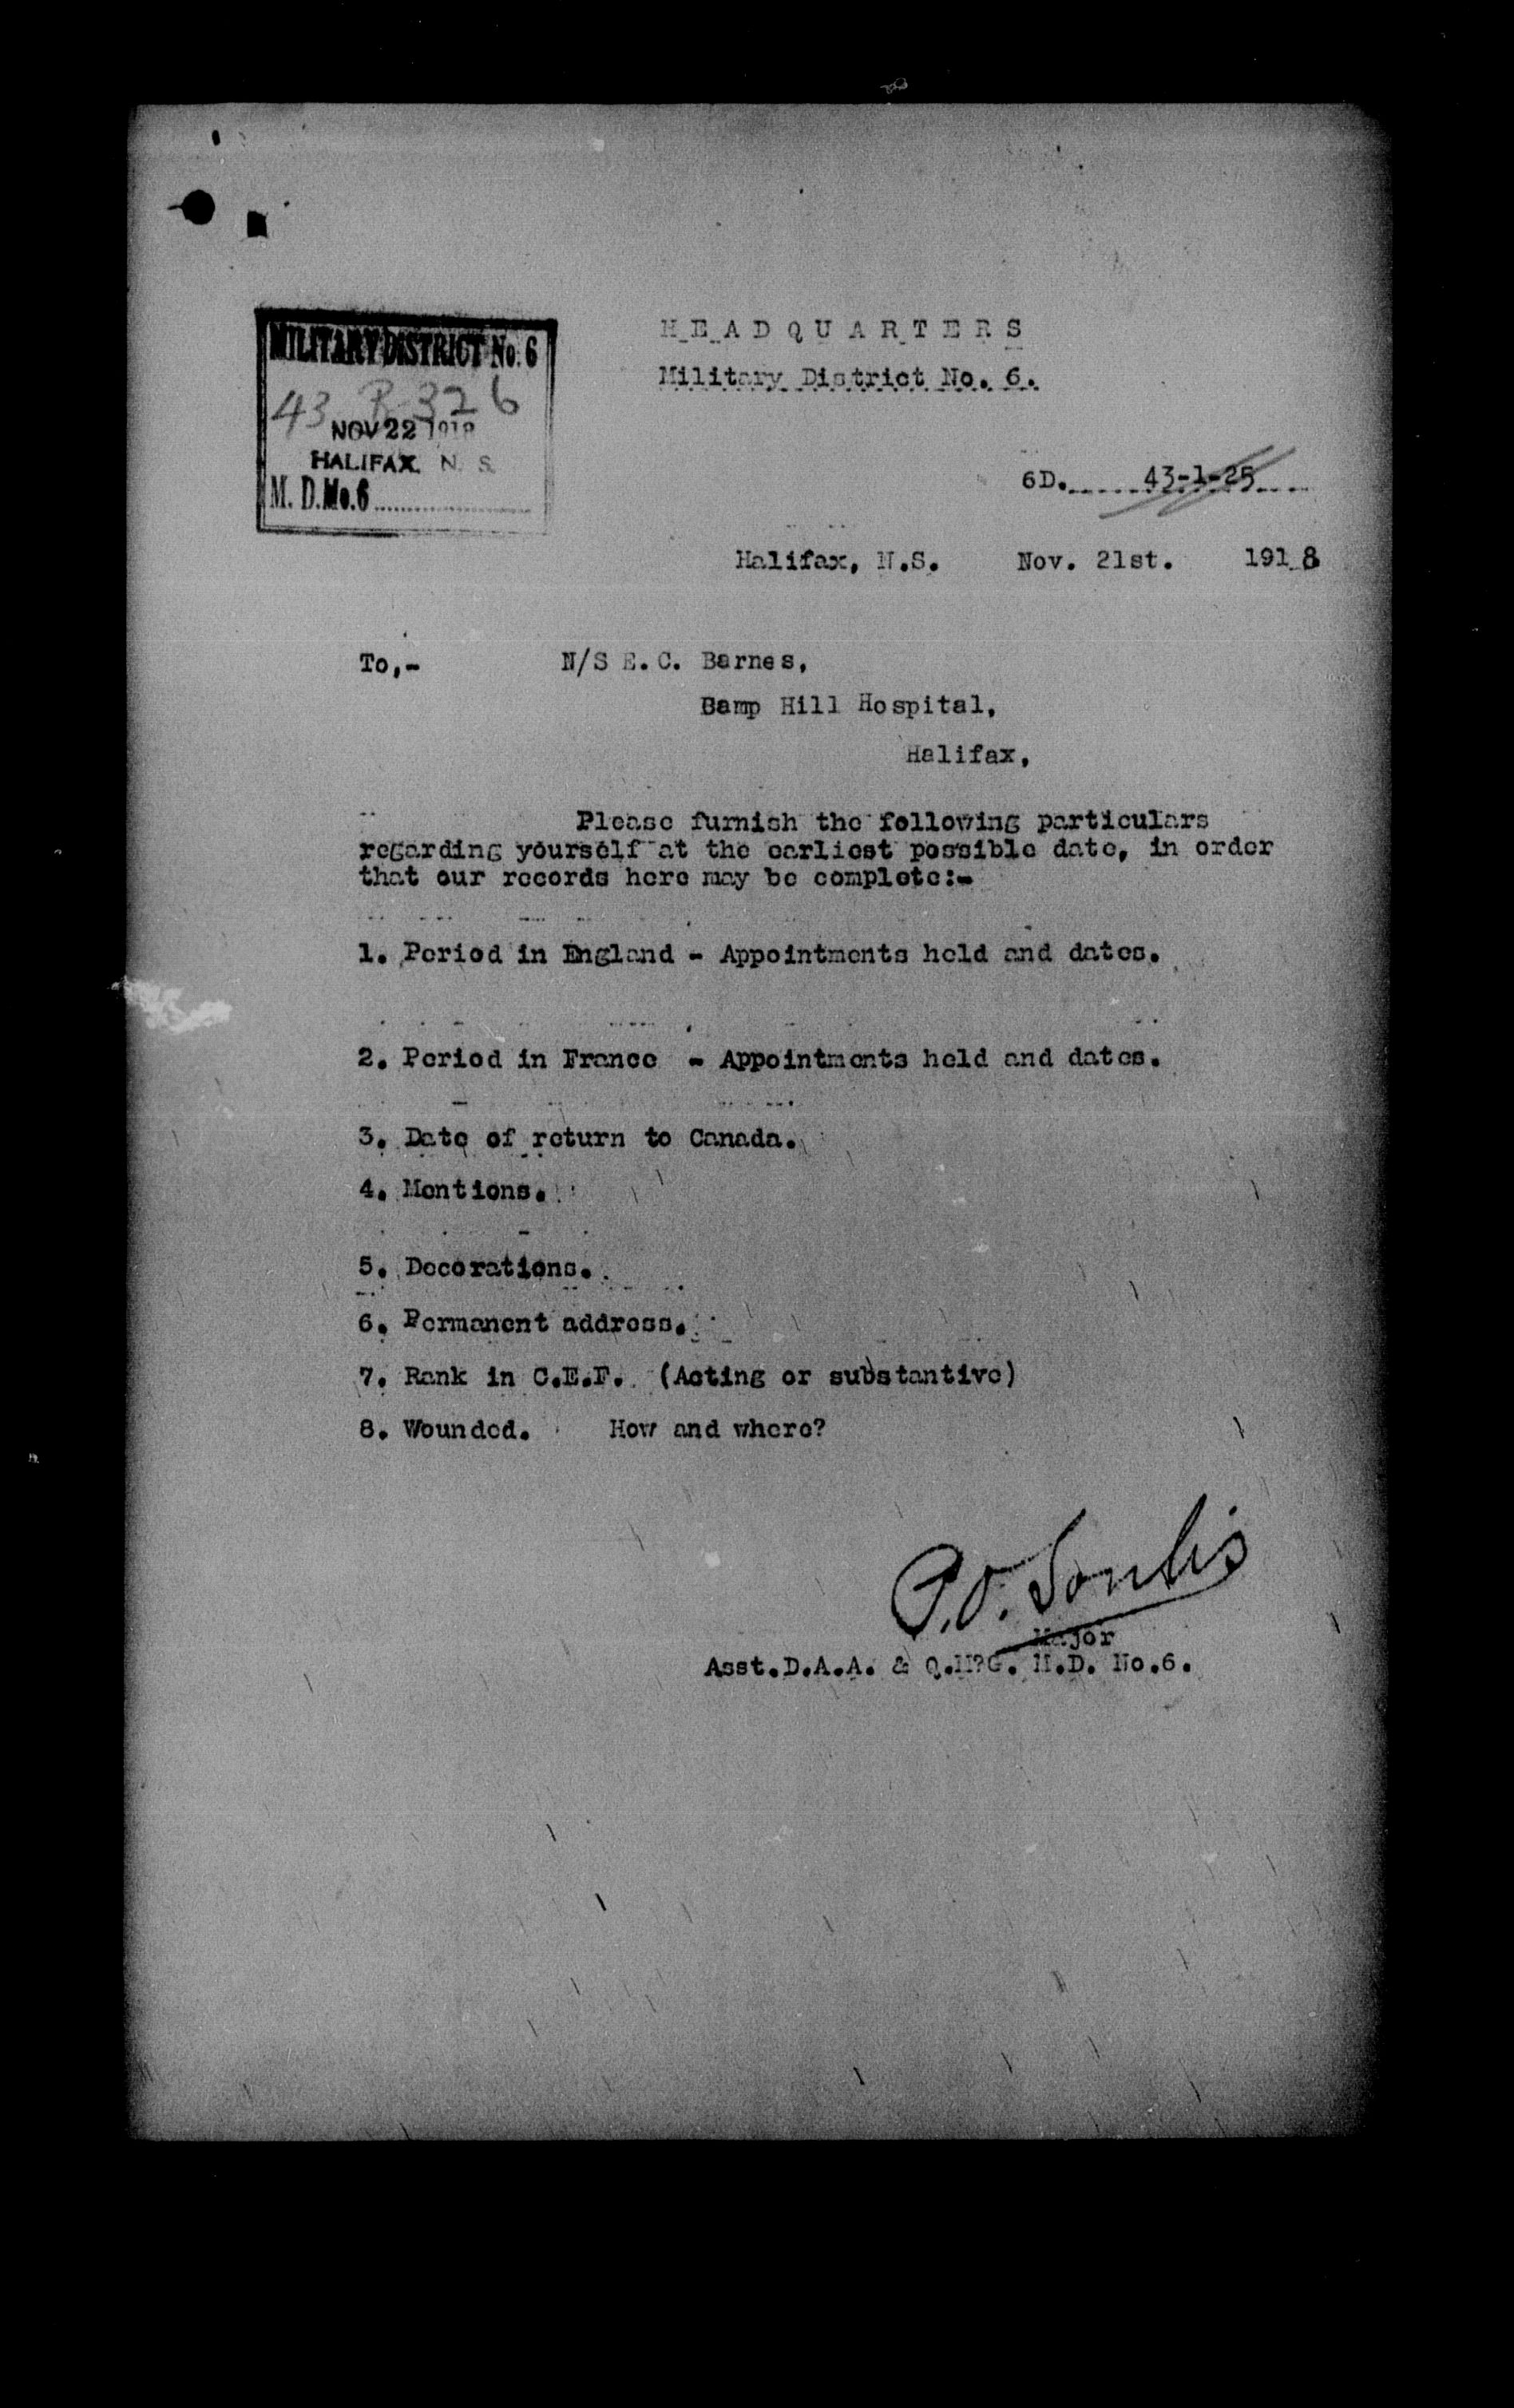 MILITARY DISTRICT No. 6
43 R 326
NOV 22 1918
HALIFAX. N. S.
M. D. No. 6
HEADQUARTERS
Military District No. 6.
6D. 43-1-25
Halifax, N.S. Nov. 21st. 1918
To,- N/S E.C. Barnes,
Bamp Hill Hospital,
Halifax,
Please furnish the following particulars
regarding yourself at the earliest possible date, in order
that our records here may be complete:-
1. Period in England - Appointments held and dates.
2. Period in France - Appointments held and dates.
3. Date of return to Canada.
4. Mentions.
5. Decorations.
6. Permanent address.
7. Rank in C.E.F. (Acting or substantive)
8. Wounded. How and where?
Major
Asst.D.A.A. & Q.M?G. M.D. No.6.